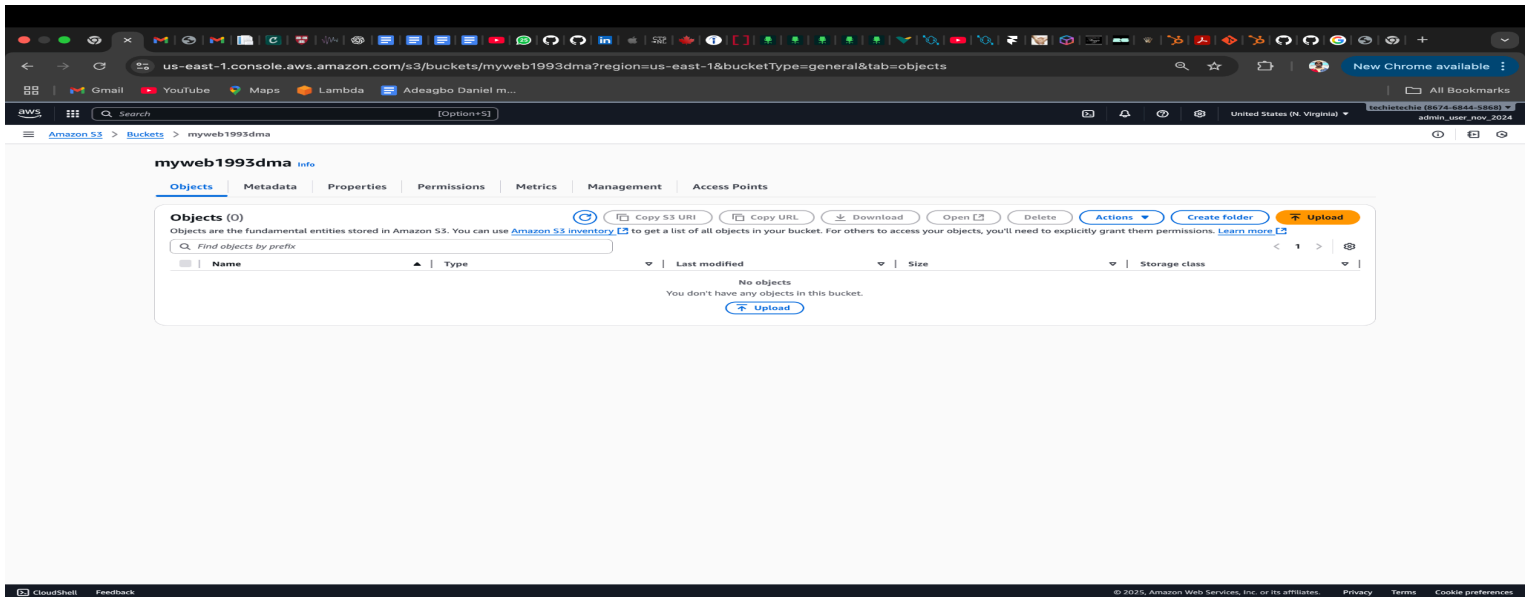 us-east-1.console.aws.amazon.com/s3/buckets/myweb1993dma?region=us-east-1&bucketType=general&tab=objects
New Chrome available
Gmail YouTube Maps Lambda Adeagbo Daniel m...
All Bookmarks
aws Search [Option+S] United States (N. Virginia) techietechie (8674-6844-5868)
admin_user_nov_2024
Amazon S3 > Buckets > myweb1993dma
myweb1993dma Info
Objects Metadata Properties Permissions Metrics Management Access Points
Objects (0) Copy S3 URI Copy URL Download Open Delete Actions Create folder Upload
Objects are the fundamental entities stored in Amazon S3. You can use Amazon S3 inventory to get a list of all objects in your bucket. For others to access your objects, you'll need to explicitly grant them permissions. Learn more
Find objects by prefix < 1 >
Name Type Last modified Size Storage class
No objects
You don't have any objects in this bucket.
Upload
CloudShell Feedback © 2025, Amazon Web Services, Inc. or its affiliates. Privacy Terms Cookie preferences